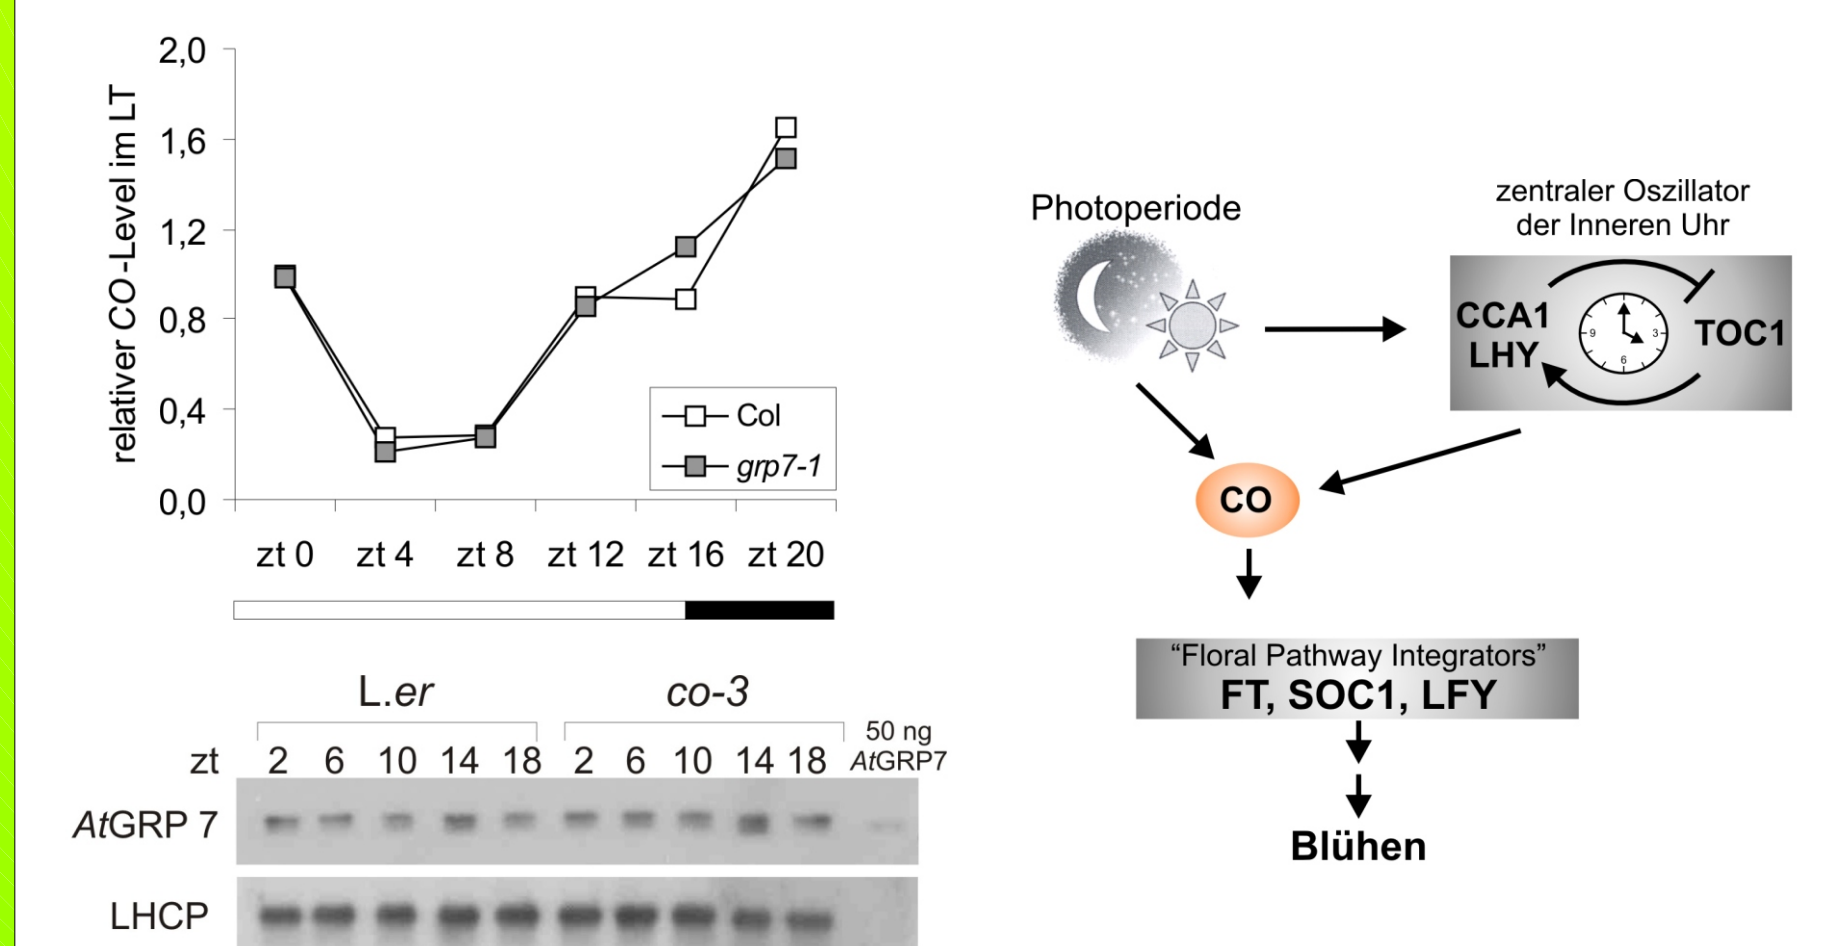 relativer CO-Level im LT
2,0
1,6
1,2
0,8
0,4
0,0
Col
grp7-1
zt 0 zt 4 zt 8 zt 12 zt 16 zt 20
L.er co-3
50 ng
AtGRP7
zt 2 6 10 14 18 2 6 10 14 18
AtGRP 7
LHCP
Photoperiode
zentraler Oszillator
der Inneren Uhr
CCA1
LHY
9 3
6
TOC1
CO
“Floral Pathway Integrators”
FT, SOC1, LFY
Blühen